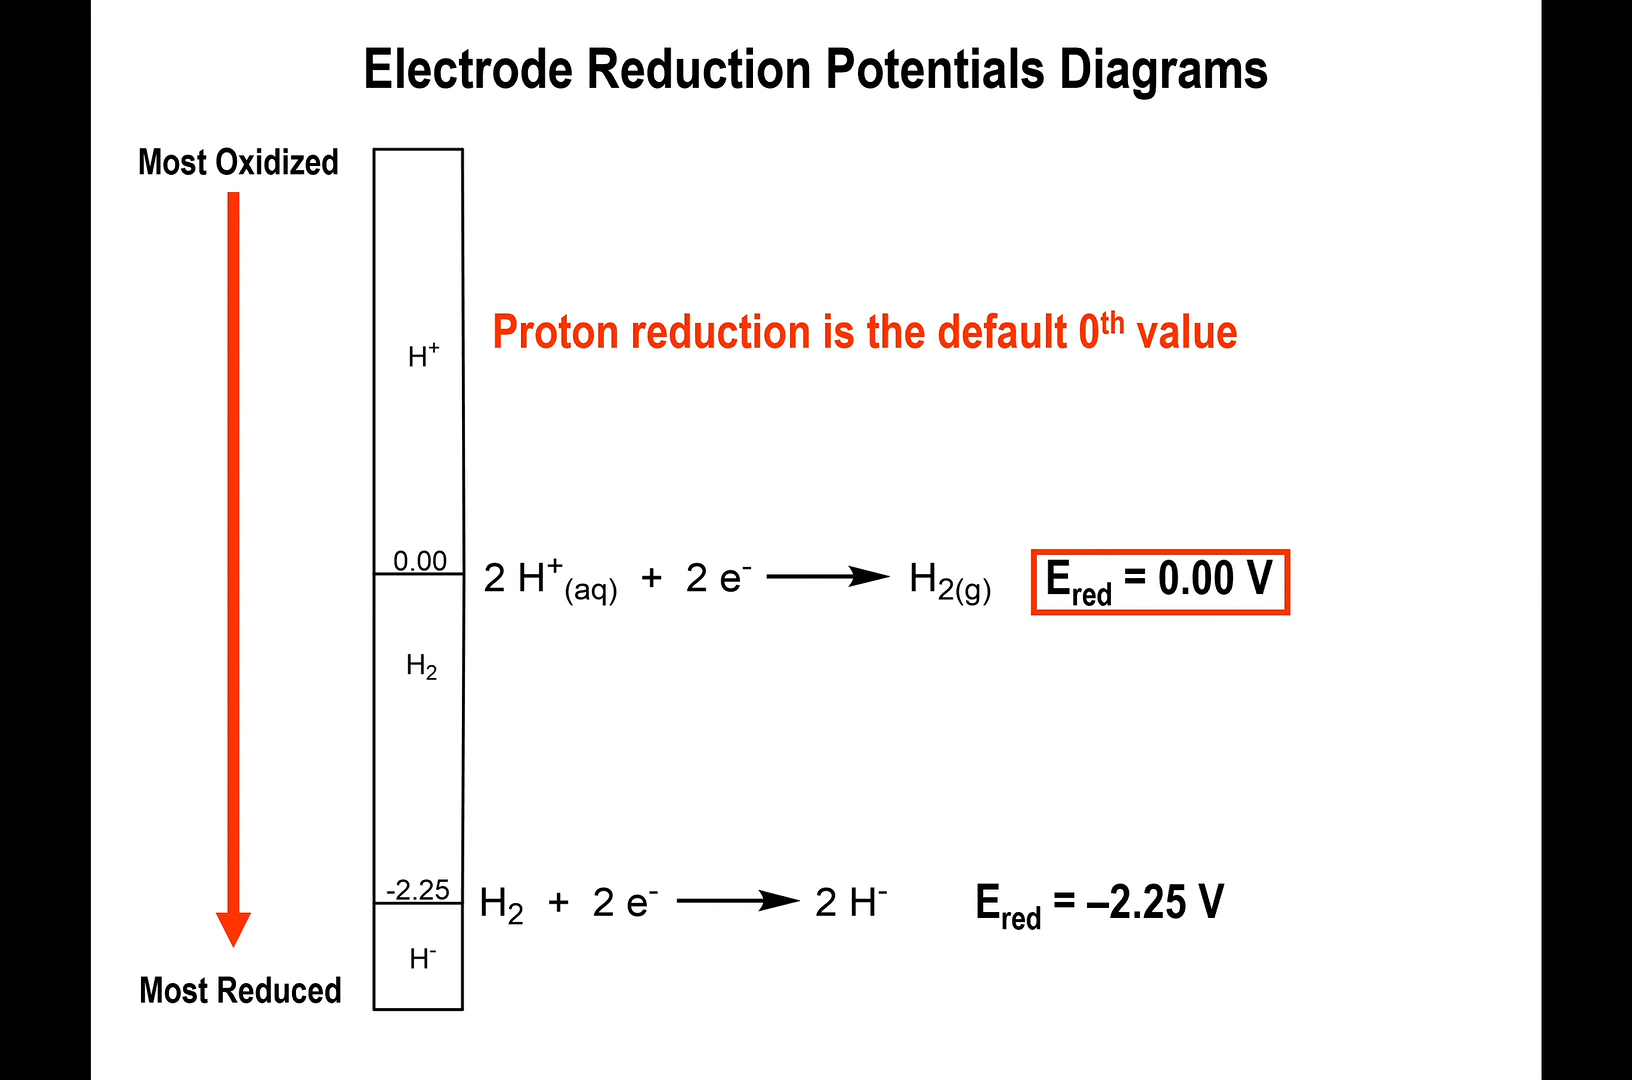 Electrode Reduction Potentials Diagrams
Most Oxidized
Proton reduction is the default 0th value
H+
0.00
2 H+(aq) + 2 e- ⟶ H2(g) Ered = 0.00 V
H2
-2.25
H2 + 2 e- ⟶ 2 H- Ered = –2.25 V
H-
Most Reduced